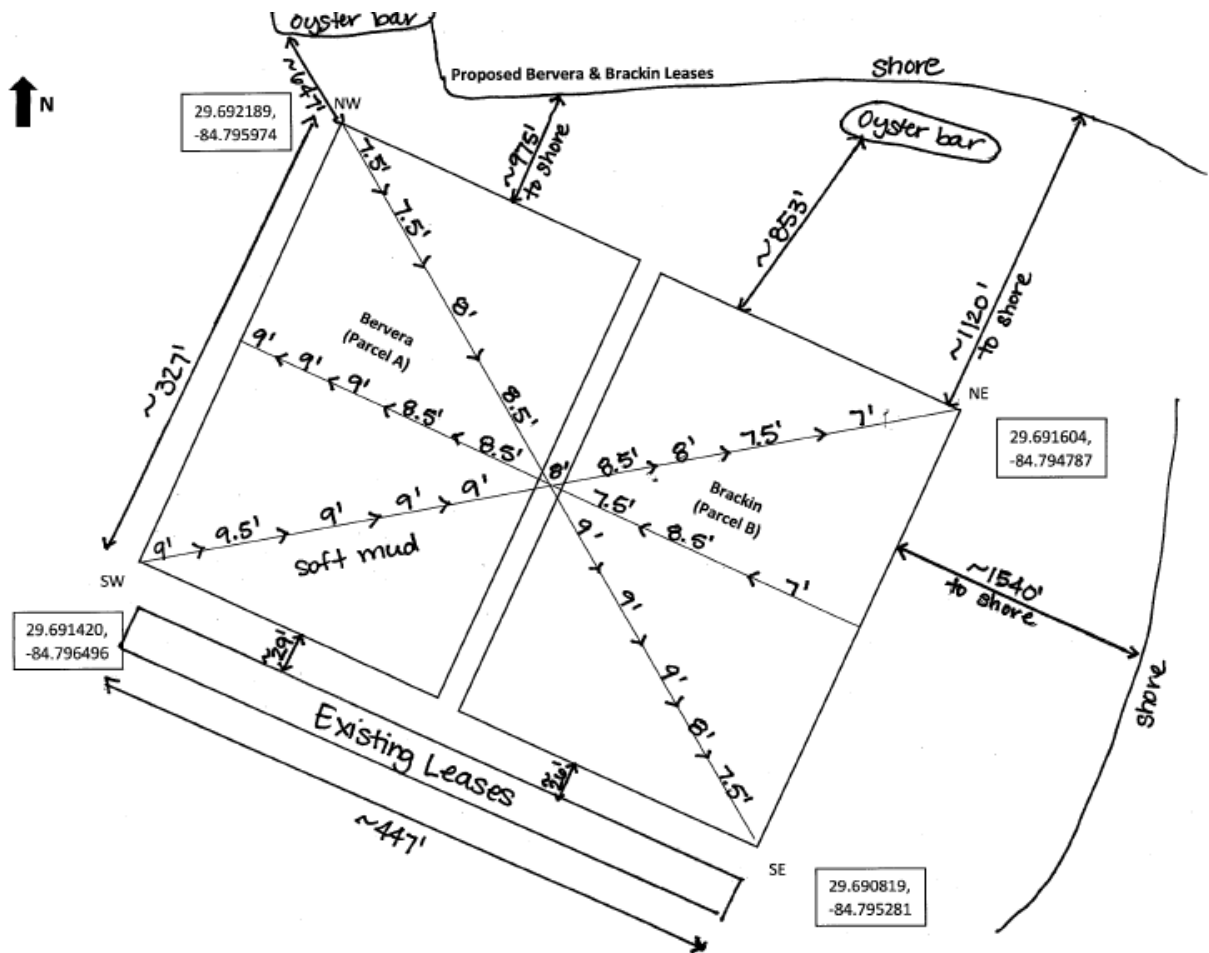 oyster bar
Proposed Bervera & Brackin Leases
shore
N
~647'
NW
29.692189,
-84.795974
~975'
to shore
Oyster bar
7.5'
7.5'
8'
8.5'
~853'
~1120'
to shore
Bervera
(Parcel A)
~327'
9'
9'
9'
8.5'
8.5'
8'
8.5'
8'
7.5'
7'
NE
29.691604,
-84.794787
Brackin
(Parcel B)
7.5'
8.5'
7'
9'
9.5'
9'
9'
9'
soft mud
9'
9'
9'
8'
7.5'
~1540'
to shore
shore
SW
29.691420,
-84.796496
~29'
~26'
Existing Leases
~447'
SE
29.690819,
-84.795281